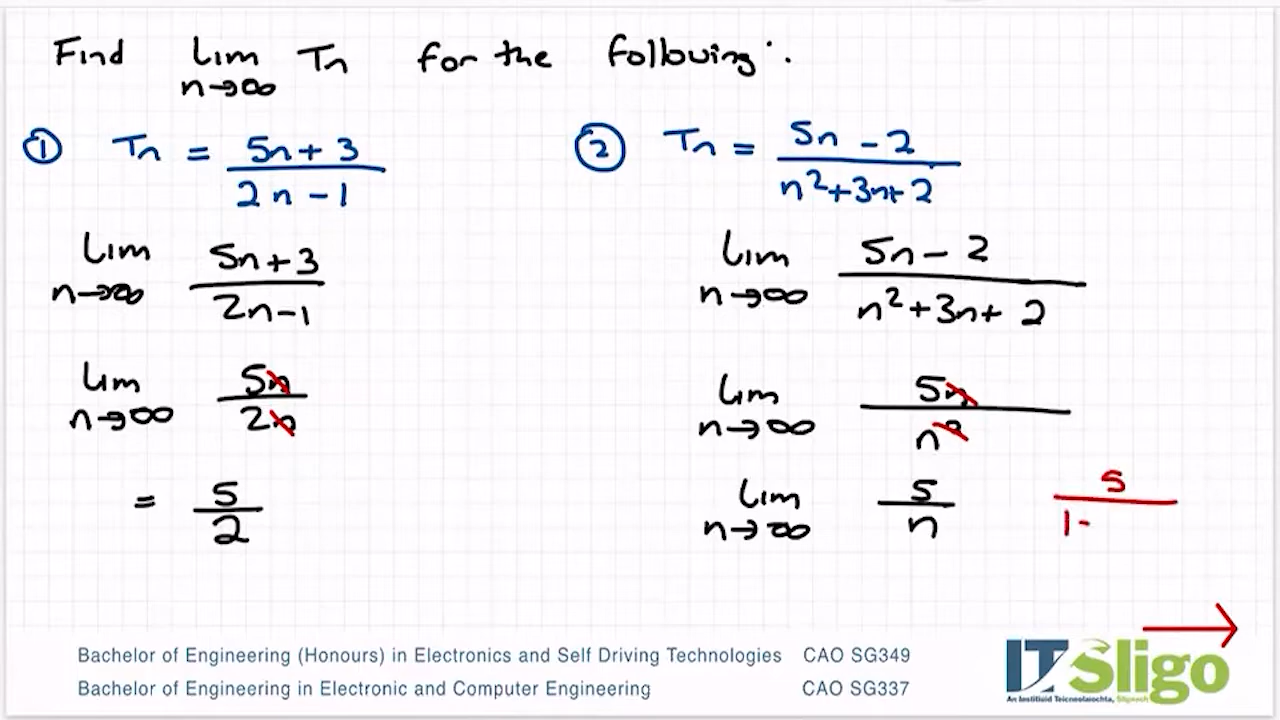 Find lim n→∞ Tn for the following:
① Tn = (5n + 3)/(2n - 1)
lim n→∞ (5n + 3)/(2n - 1)
lim n→∞ 5n/2n
= 5/2
② Tn = (5n - 2)/(n² + 3n + 2)
lim n→∞ (5n - 2)/(n² + 3n + 2)
lim n→∞ 5n/n²
lim n→∞ 5/n
5/1-
→
Bachelor of Engineering (Honours) in Electronics and Self Driving Technologies CAO SG349
Bachelor of Engineering in Electronic and Computer Engineering CAO SG337
IT Sligo
An Institiúid Teicneolaíochta, Sligeach